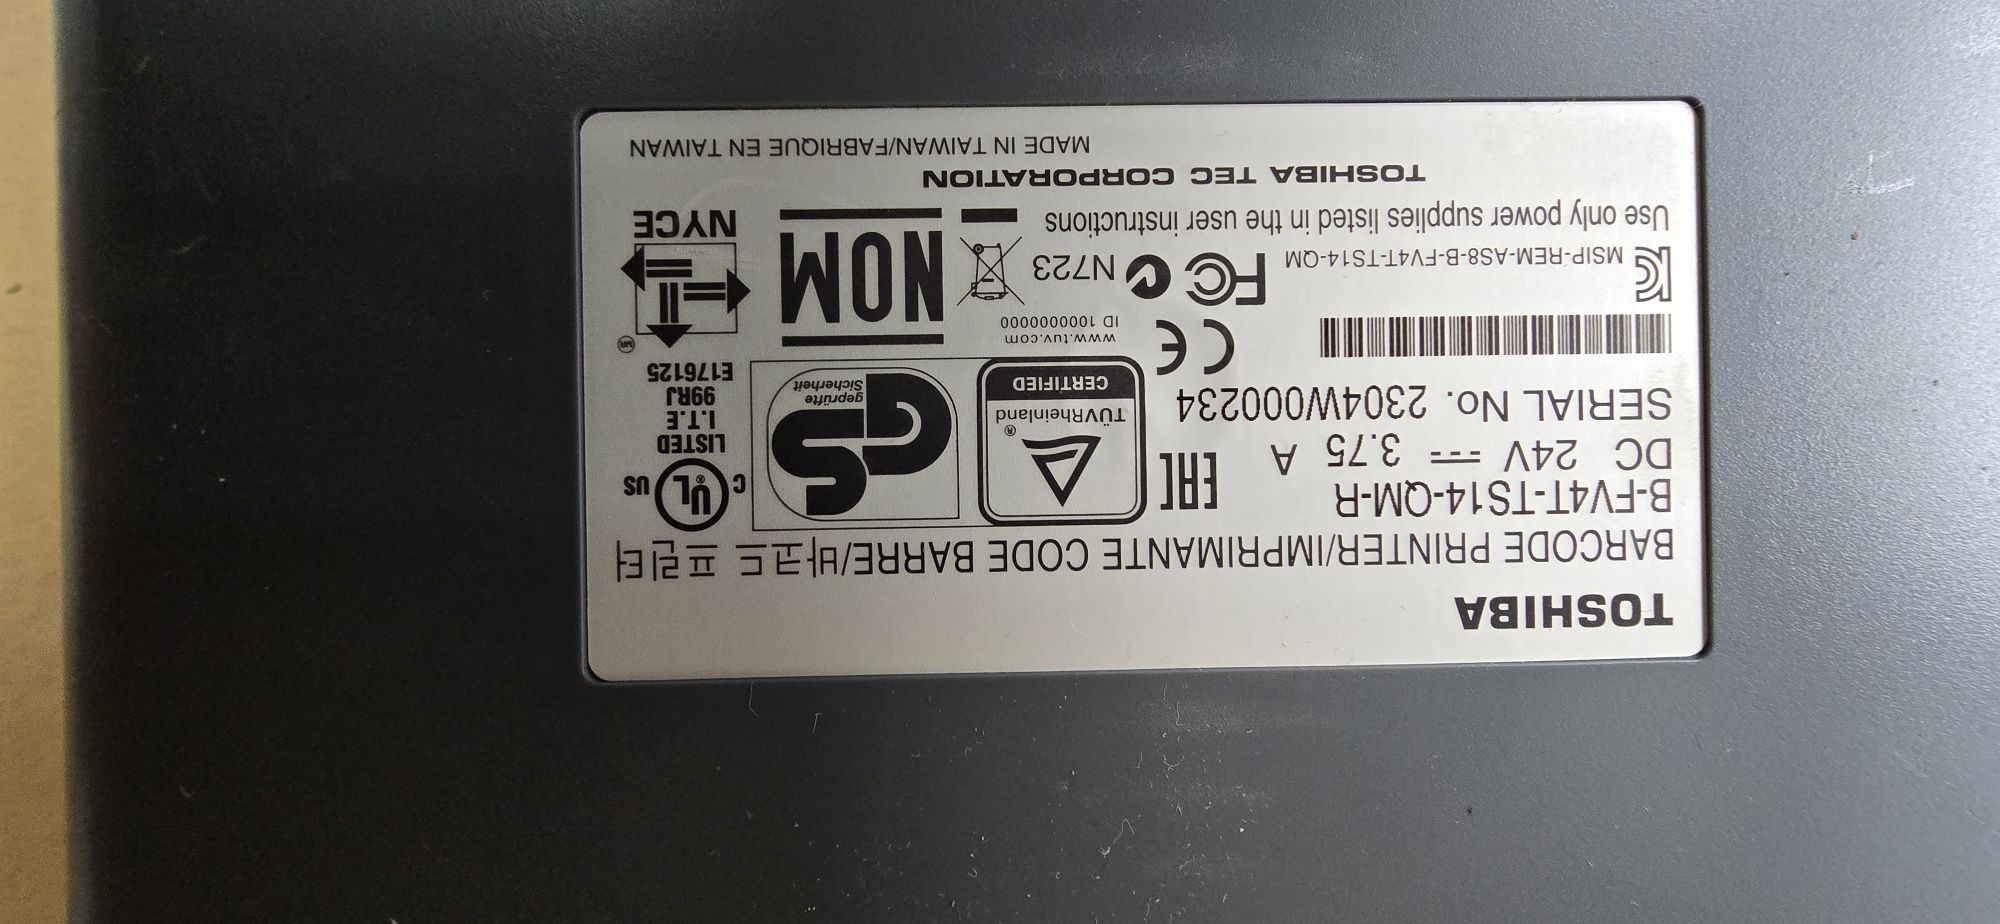 TOSHIBA
BARCODE PRINTER/IMPRIMANTE CODE BARRE/바코드 프린터
B-FV4T-TS14-QM-R
DC 24V ⎓ 3.75 A
SERIAL No. 2304W000234
EAC
TÜVRheinland®
CERTIFIED
www.tuv.com
ID 1000000000
GS
geprüfte
Sicherheit
C UL® US
LISTED
I.T.E
99RJ
E176125
CE
MSIP-REM-AS8-B-FV4T-TS14-QM
FC
N723
NOM
MR
NYCE
Use only power supplies listed in the user instructions
TOSHIBA TEC CORPORATION
MADE IN TAIWAN/FABRIQUE EN TAIWAN